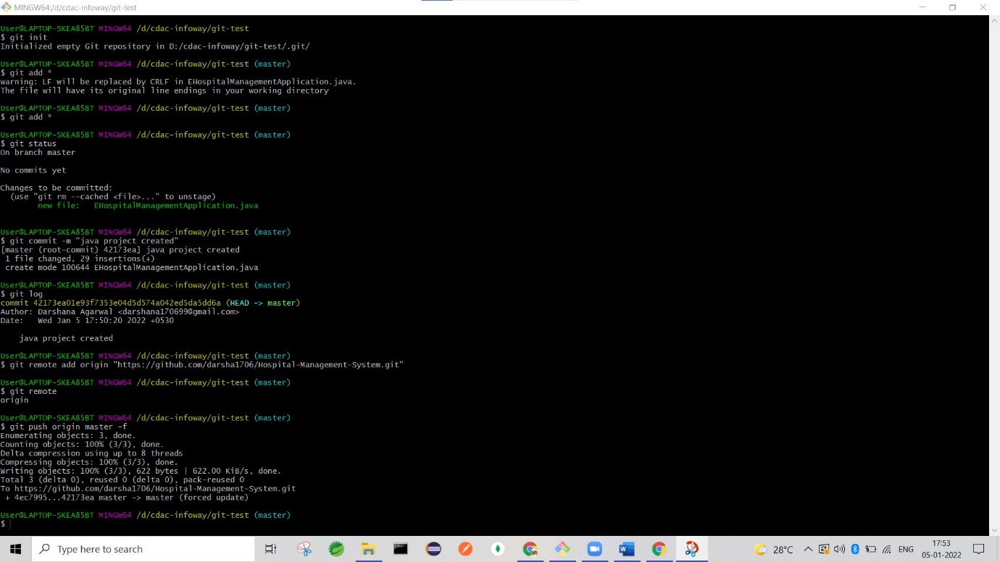 MINGW64:/d/cdac-infoway/git-test
User@LAPTOP-SKEA85BT MINGW64 /d/cdac-infoway/git-test
$ git init
Initialized empty Git repository in D:/cdac-infoway/git-test/.git/
User@LAPTOP-SKEA85BT MINGW64 /d/cdac-infoway/git-test (master)
$ git add *
warning: LF will be replaced by CRLF in EHospitalManagementApplication.java.
The file will have its original line endings in your working directory
User@LAPTOP-SKEA85BT MINGW64 /d/cdac-infoway/git-test (master)
$ git add *
User@LAPTOP-SKEA85BT MINGW64 /d/cdac-infoway/git-test (master)
$ git status
On branch master
No commits yet
Changes to be committed:
  (use "git rm --cached <file>..." to unstage)
        new file:   EHospitalManagementApplication.java
User@LAPTOP-SKEA85BT MINGW64 /d/cdac-infoway/git-test (master)
$ git commit -m "java project created"
[master (root-commit) 42173ea] java project created
 1 file changed, 29 insertions(+)
 create mode 100644 EHospitalManagementApplication.java
User@LAPTOP-SKEA85BT MINGW64 /d/cdac-infoway/git-test (master)
$ git log
commit 42173ea01e93f7353e04d5d574a042ed5da5dd6a (HEAD -> master)
Author: Darshana Agarwal <darshana170699@gmail.com>
Date:   Wed Jan 5 17:50:20 2022 +0530
    java project created
User@LAPTOP-SKEA85BT MINGW64 /d/cdac-infoway/git-test (master)
$ git remote add origin "https://github.com/darsha1706/Hospital-Management-System.git"
User@LAPTOP-SKEA85BT MINGW64 /d/cdac-infoway/git-test (master)
$ git remote
origin
User@LAPTOP-SKEA85BT MINGW64 /d/cdac-infoway/git-test (master)
$ git push origin master -f
Enumerating objects: 3, done.
Counting objects: 100% (3/3), done.
Delta compression using up to 8 threads
Compressing objects: 100% (3/3), done.
Writing objects: 100% (3/3), 622 bytes | 622.00 KiB/s, done.
Total 3 (delta 0), reused 0 (delta 0), pack-reused 0
To https://github.com/darsha1706/Hospital-Management-System.git
 + 4ec7995...42173ea master -> master (forced update)
User@LAPTOP-SKEA85BT MINGW64 /d/cdac-infoway/git-test (master)
$
Type here to search
28°C
ENG
17:53
05-01-2022